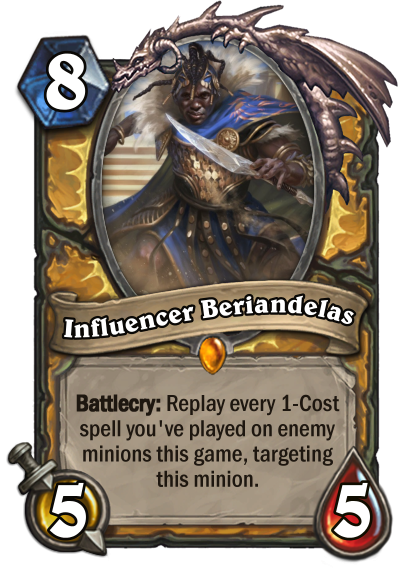 8
Influencer Beriandelas
Battlecry: Replay every 1-Cost
spell you've played on enemy
minions this game, targeting
this minion.
5
5